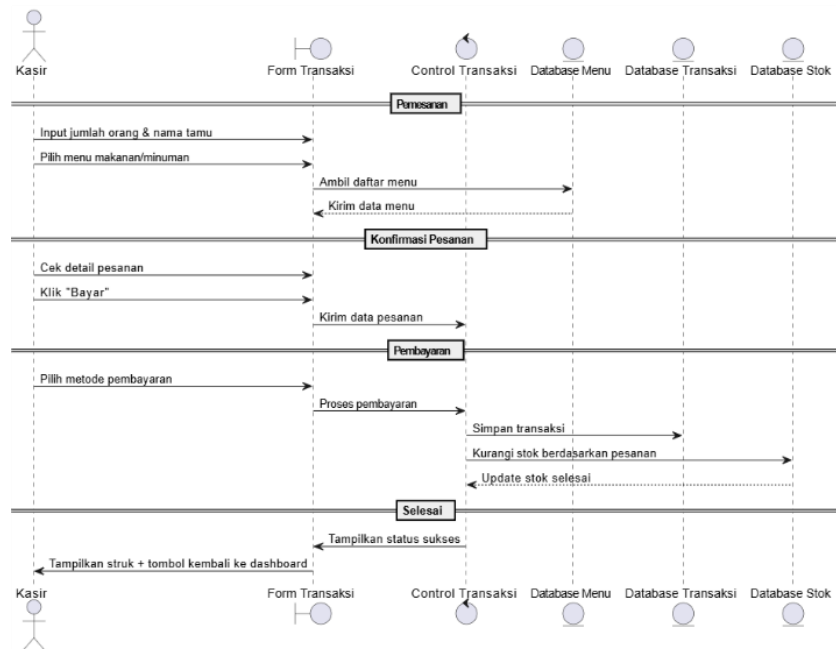 Kasir
Form Transaksi
Control Transaksi
Database Menu
Database Transaksi
Database Stok
Pemesanan
Input jumlah orang & nama tamu
Pilih menu makanan/minuman
Ambil daftar menu
Kirim data menu
Konfirmasi Pesanan
Cek detail pesanan
Klik "Bayar"
Kirim data pesanan
Pembayaran
Pilih metode pembayaran
Proses pembayaran
Simpan transaksi
Kurangi stok berdasarkan pesanan
Update stok selesai
Selesai
Tampilkan status sukses
Tampilkan struk + tombol kembali ke dashboard
Kasir
Form Transaksi
Control Transaksi
Database Menu
Database Transaksi
Database Stok